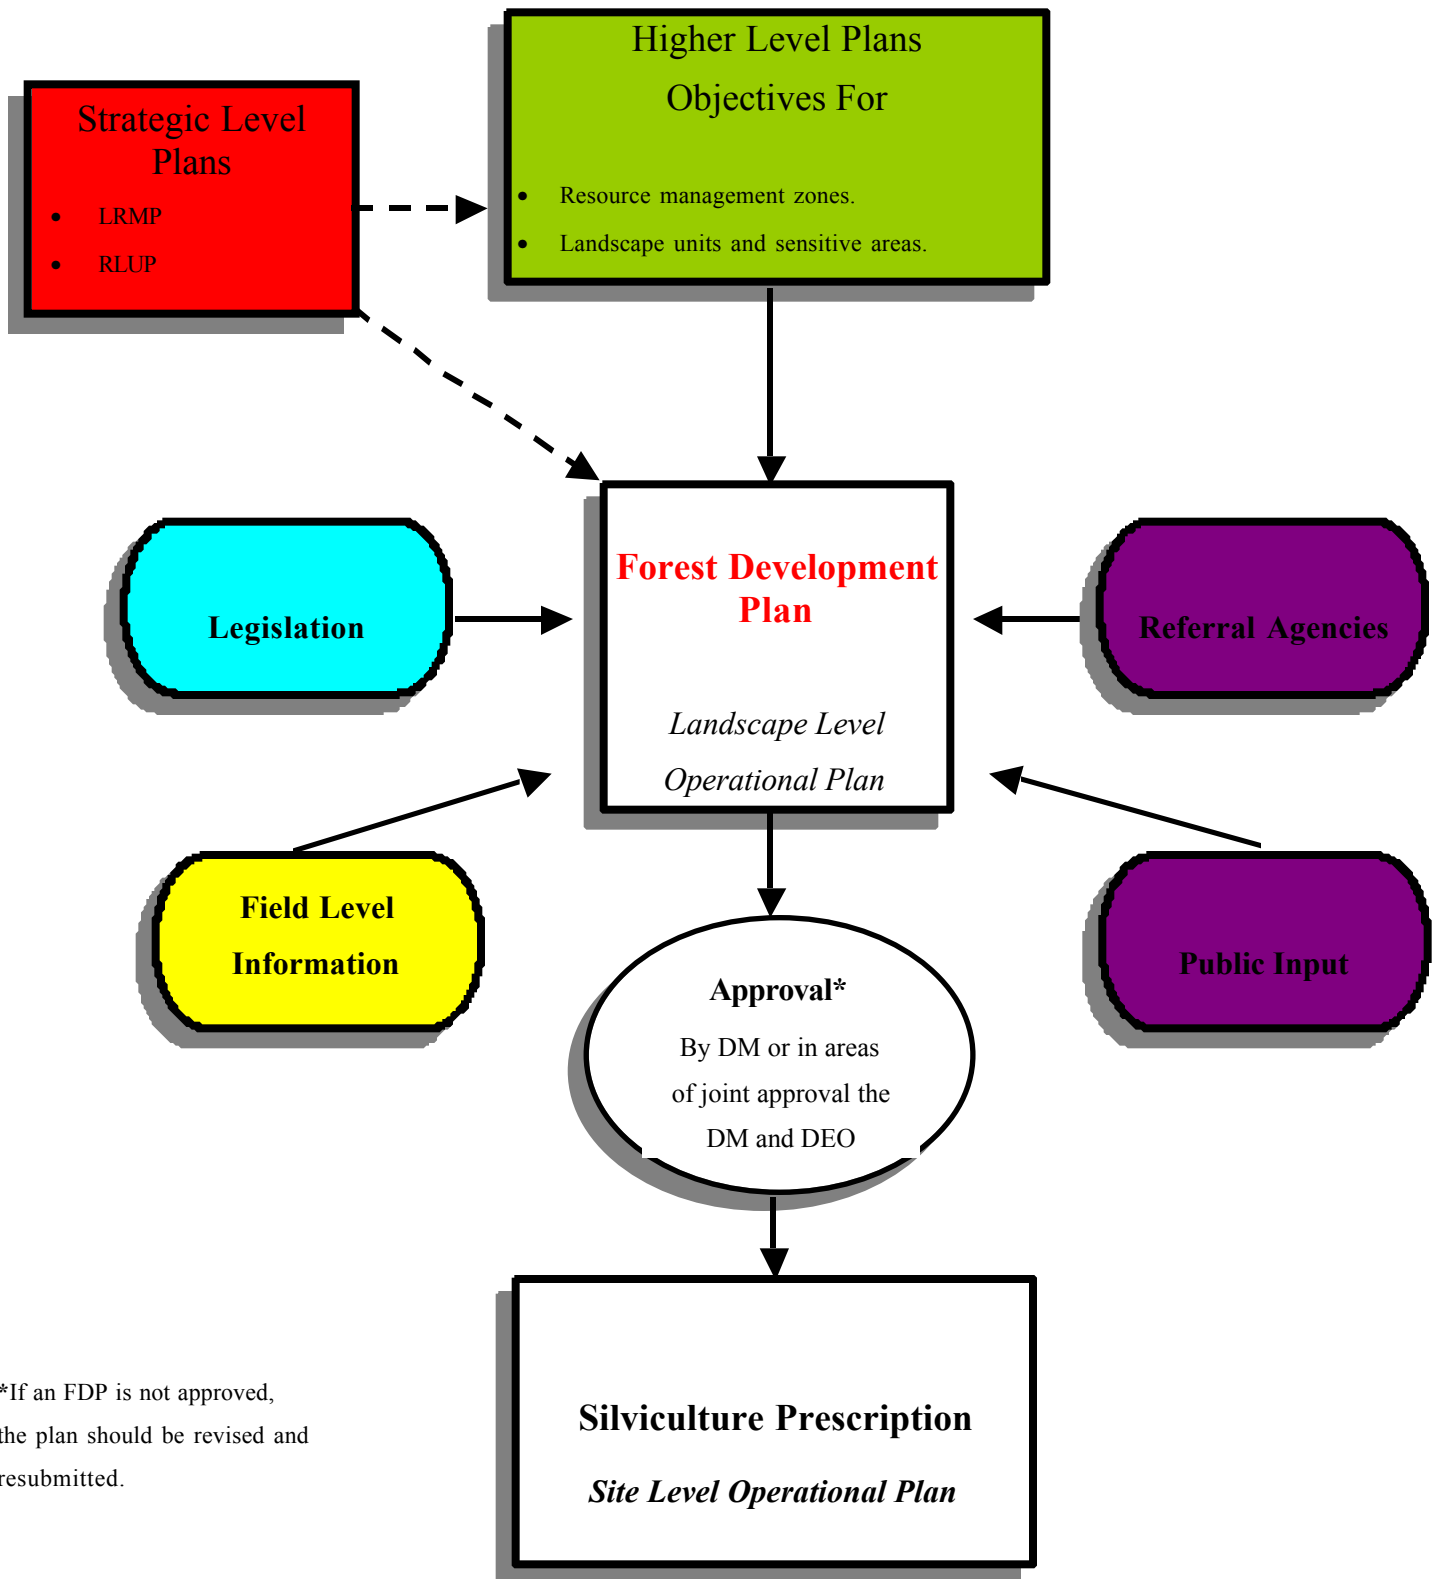 Higher Level Plans
Objectives For
• Resource management zones.
• Landscape units and sensitive areas.
Strategic Level
Plans
• LRMP
• RLUP
Forest Development
Plan
Landscape Level
Operational Plan
Legislation
Referral Agencies
Field Level
Information
Public Input
Approval*
By DM or in areas
of joint approval the
DM and DEO
Silviculture Prescription
Site Level Operational Plan
*If an FDP is not approved,
the plan should be revised and
resubmitted.